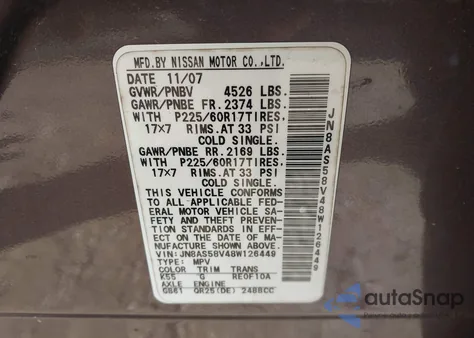 MFD.BY NISSAN MOTOR CO.,LTD.
DATE 11/07
GVWR/PNBV 4526 LBS.
GAWR/PNBE FR.2374 LBS.
WITH P225/60R17TIRES,
17×7 RIMS.AT 33 PSI
COLD SINGLE.
GAWR/PNBE RR.2169 LBS.
WITH P225/60R17TIRES,
17×7 RIMS.AT 33 PSI
COLD SINGLE.
THIS VEHICLE CONFORMS
TO ALL APPLICABLE FED-
ERAL MOTOR VEHICLE SA-
FETY AND THEFT PREVENT-
ION STANDARDS IN EFF-
ECT ON THE DATE OF MA-
NUFACTURE SHOWN ABOVE.
VIN:JN8AS58V48W126449
TYPE: MPV
COLOR TRIM TRANS
K55 G RE0F10A
AXLE ENGINE
GB61 QR25(DE) 2488CC
JN8AS58V48W126449
autoSnap